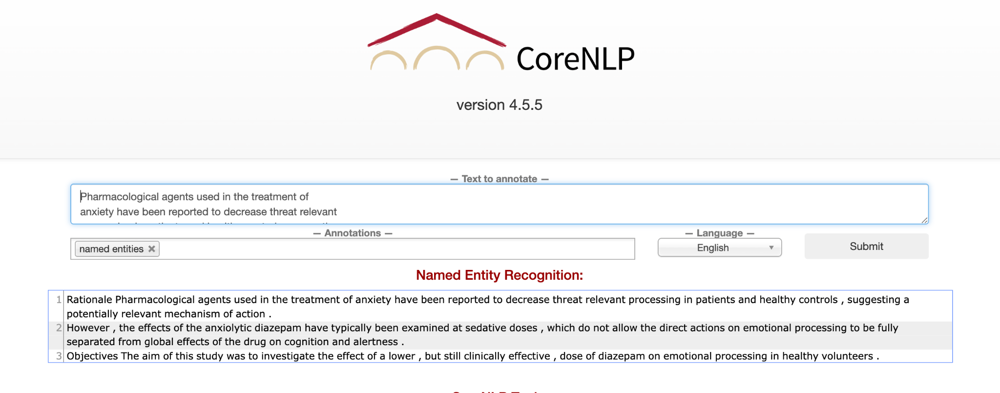 CoreNLP
version 4.5.5
— Text to annotate —
Pharmacological agents used in the treatment of
anxiety have been reported to decrease threat relevant
— Annotations —
— Language —
named entities
English
Submit
Named Entity Recognition:
1 Rationale Pharmacological agents used in the treatment of anxiety have been reported to decrease threat relevant processing in patients and healthy controls , suggesting a
potentially relevant mechanism of action .
2 However , the effects of the anxiolytic diazepam have typically been examined at sedative doses , which do not allow the direct actions on emotional processing to be fully
separated from global effects of the drug on cognition and alertness .
3 Objectives The aim of this study was to investigate the effect of a lower , but still clinically effective , dose of diazepam on emotional processing in healthy volunteers .